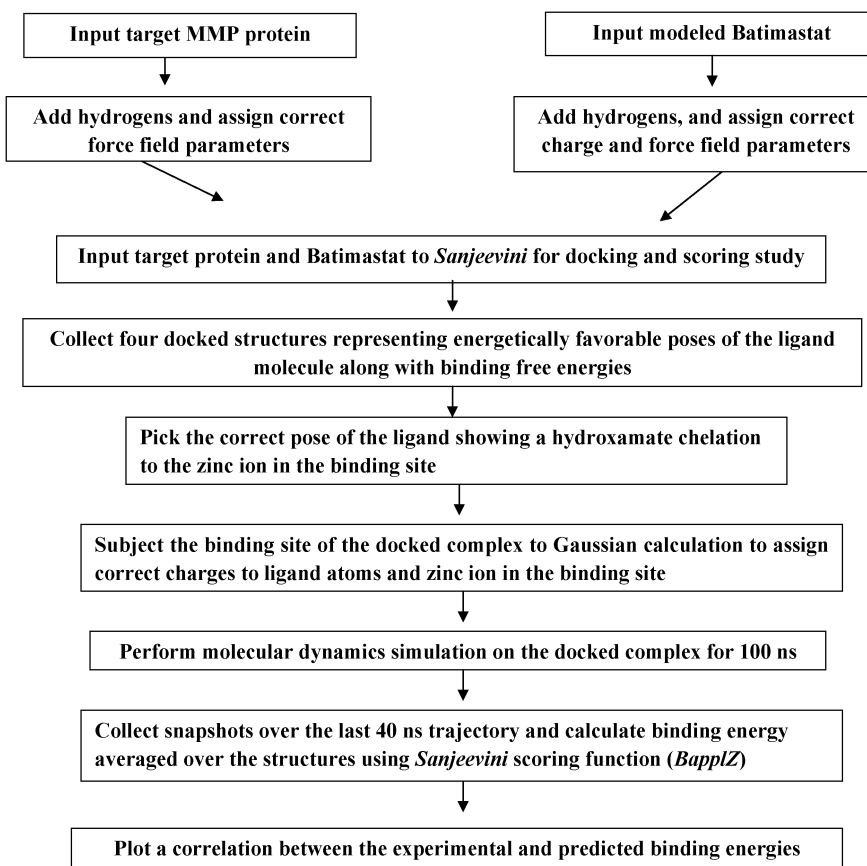 Input target MMP protein
Input modeled Batimastat
Add hydrogens and assign correct
force field parameters
Add hydrogens, and assign correct
charge and force field parameters
Input target protein and Batimastat to Sanjeevini for docking and scoring study
Collect four docked structures representing energetically favorable poses of the ligand
molecule along with binding free energies
Pick the correct pose of the ligand showing a hydroxamate chelation
to the zinc ion in the binding site
Subject the binding site of the docked complex to Gaussian calculation to assign
correct charges to ligand atoms and zinc ion in the binding site
Perform molecular dynamics simulation on the docked complex for 100 ns
Collect snapshots over the last 40 ns trajectory and calculate binding energy
averaged over the structures using Sanjeevini scoring function (BapplZ)
Plot a correlation between the experimental and predicted binding energies